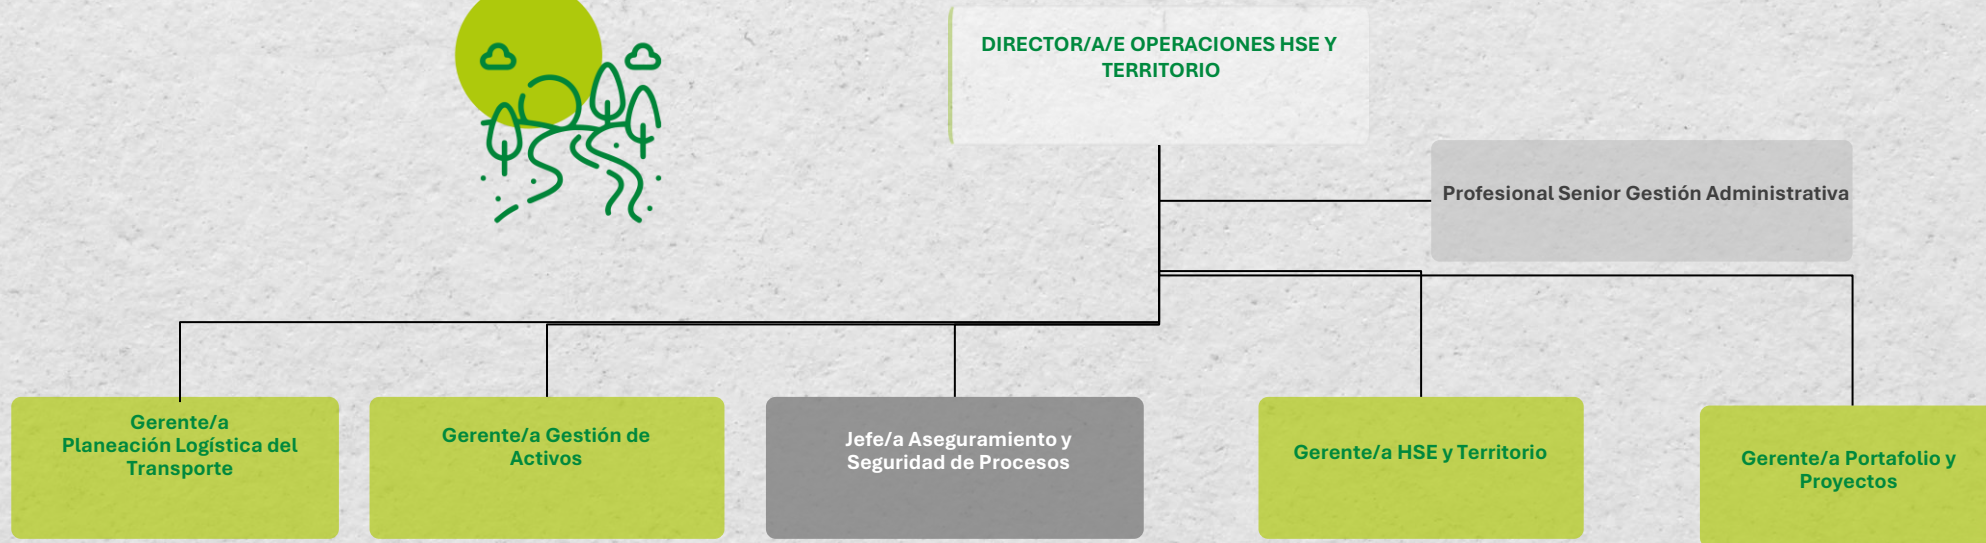 DIRECTOR/A/E OPERACIONES HSE Y
TERRITORIO
Profesional Senior Gestión Administrativa
Gerente/a
Planeación Logística del
Transporte
Gerente/a Gestión de
Activos
Jefe/a Aseguramiento y
Seguridad de Procesos
Gerente/a HSE y Territorio
Gerente/a Portafolio y
Proyectos